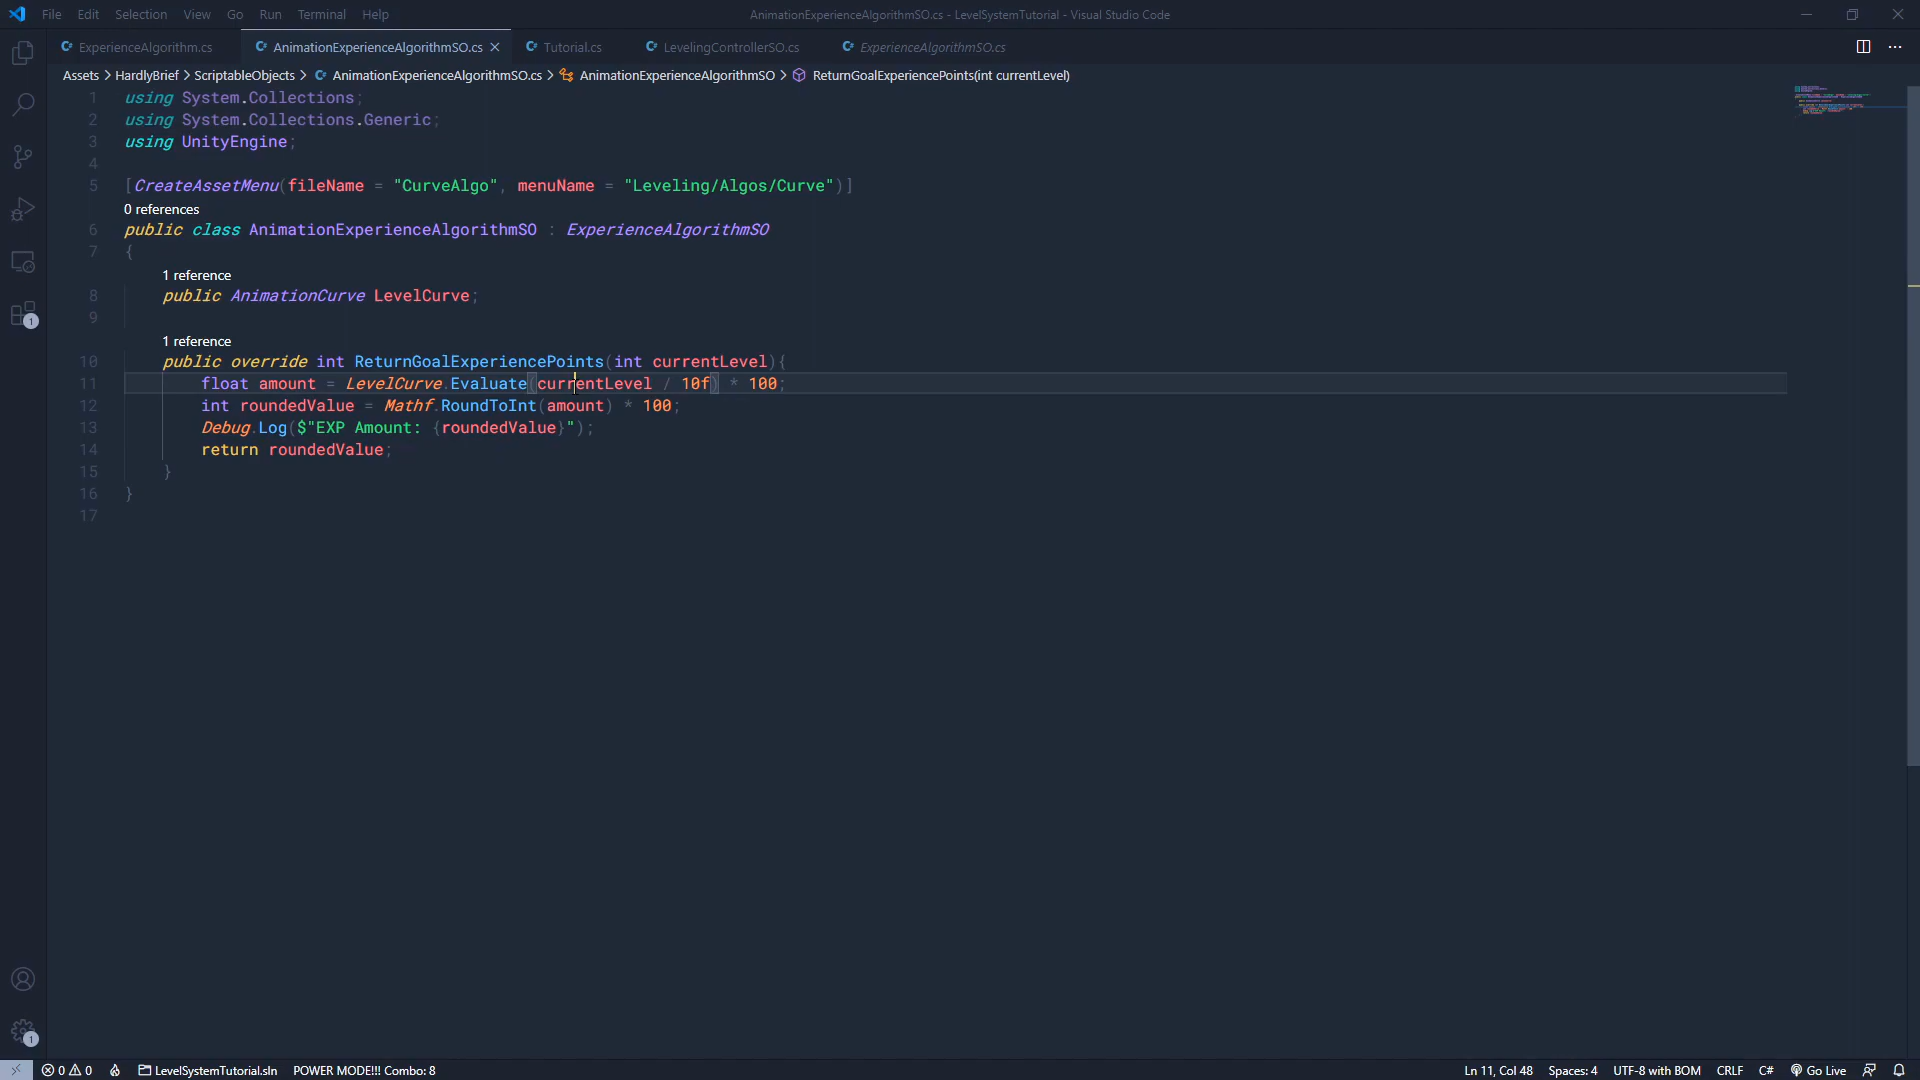 File Edit Selection View Go Run Terminal Help AnimationExperienceAlgorithmSO.cs - LevelSystemTutorial - Visual Studio Code
ExperienceAlgorithm.cs AnimationExperienceAlgorithmSO.cs Tutorial.cs LevelingControllerSO.cs ExperienceAlgorithmSO.cs
Assets > HardlyBrief > ScriptableObjects > AnimationExperienceAlgorithmSO.cs > AnimationExperienceAlgorithmSO > ReturnGoalExperiencePoints(int currentLevel)
1 using System.Collections;
2 using System.Collections.Generic;
3 using UnityEngine;
4
5 [CreateAssetMenu(fileName = "CurveAlgo", menuName = "Leveling/Algos/Curve")]
0 references
6 public class AnimationExperienceAlgorithmSO : ExperienceAlgorithmSO
7 {
1 reference
8 public AnimationCurve LevelCurve;
9
1 reference
10 public override int ReturnGoalExperiencePoints(int currentLevel){
11 float amount = LevelCurve.Evaluate(currentLevel / 10f) * 100;
12 int roundedValue = Mathf.RoundToInt(amount) * 100;
13 Debug.Log($"EXP Amount: {roundedValue}");
14 return roundedValue;
15 }
16 }
17
1
1
0 0 LevelSystemTutorial.sln POWER MODE!!! Combo: 8 Ln 11, Col 48 Spaces: 4 UTF-8 with BOM CRLF C# Go Live